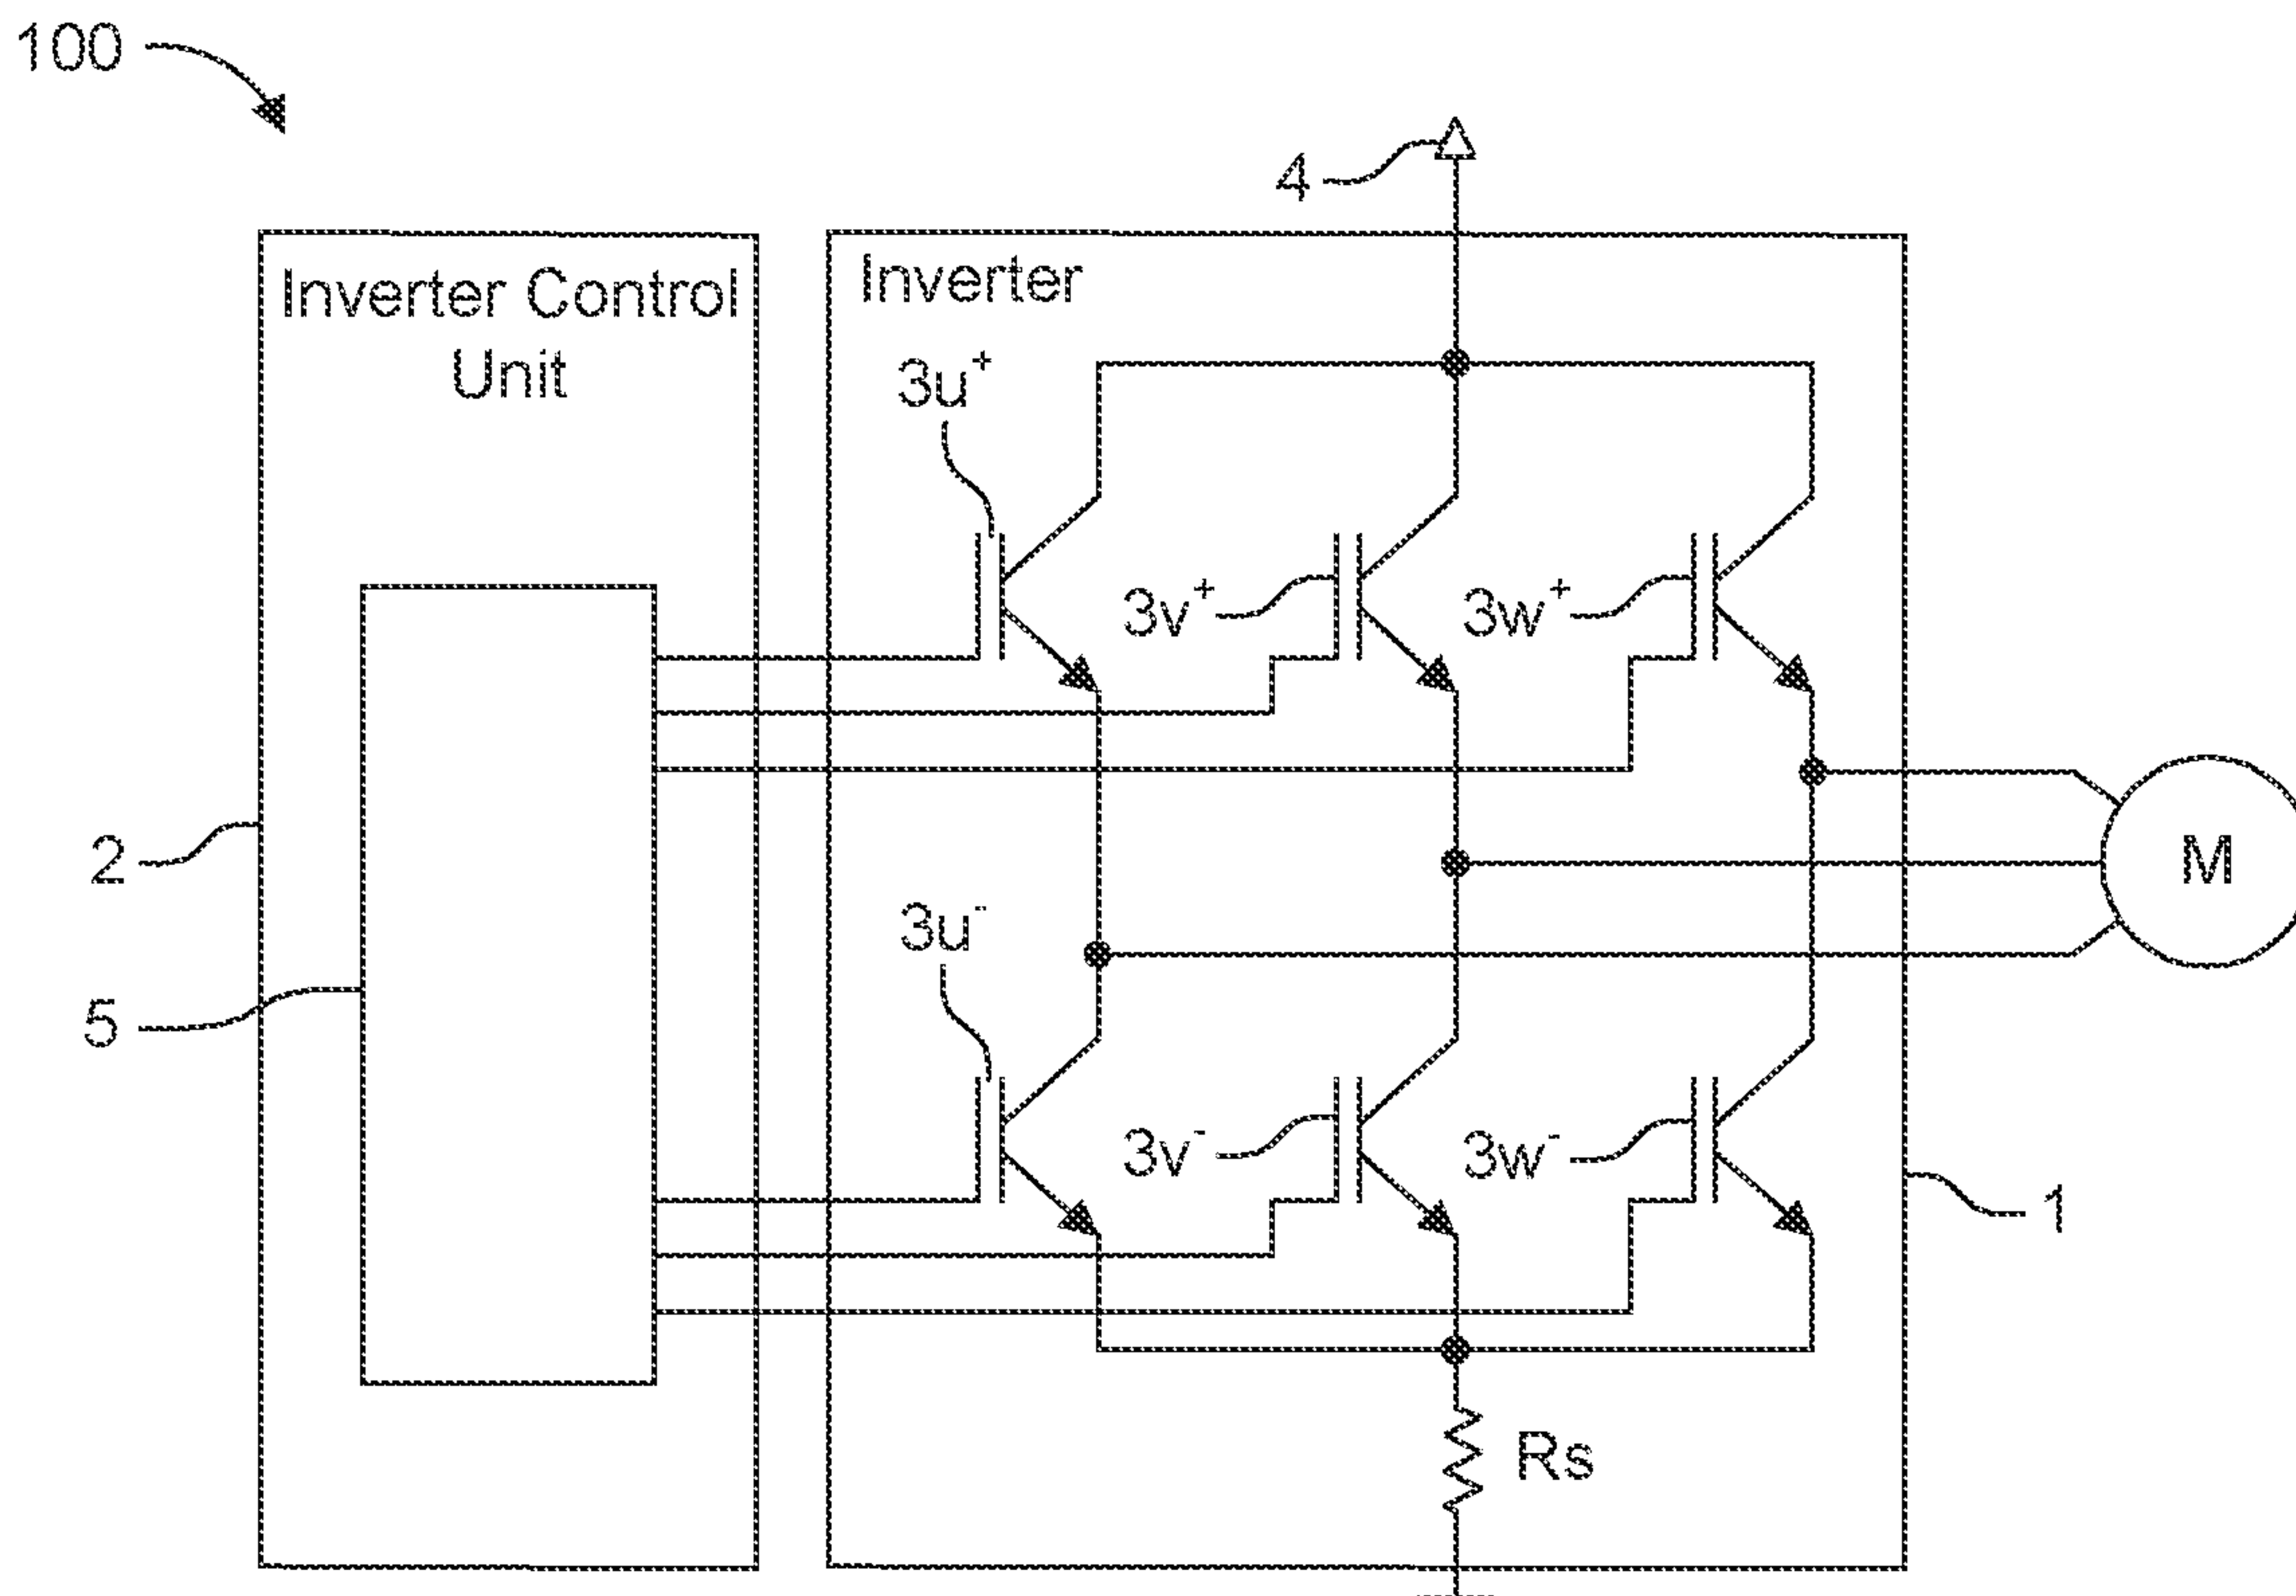 100
4
Inverter Control
Unit
Inverter
3u⁺
3v⁺
3w⁺
2
M
3u⁻
5
3v⁻
3w⁻
1
Rs